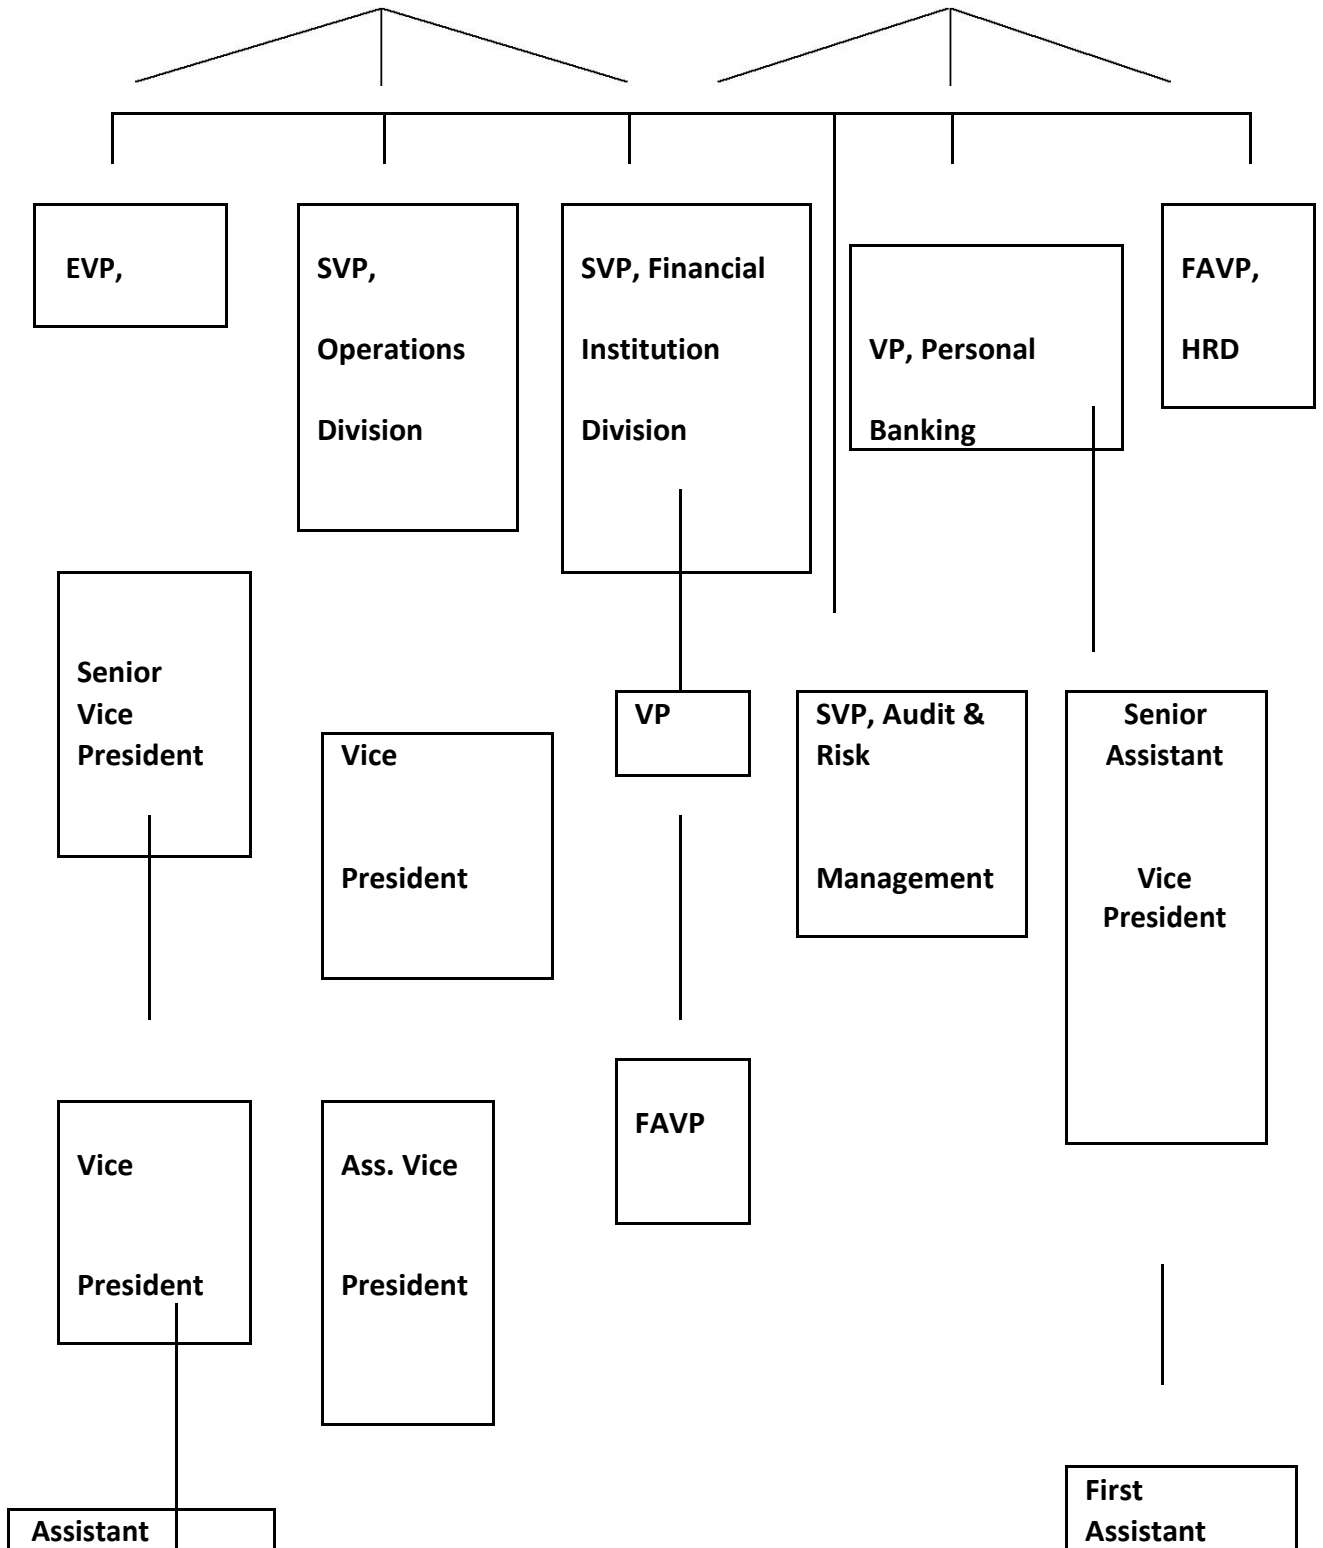 EVP,
SVP,
Operations
Division
SVP, Financial
Institution
Division
VP, Personal
Banking
FAVP,
HRD
Senior
Vice
President
Vice
President
VP
SVP, Audit &
Risk
Management
Senior
Assistant
Vice
President
Vice
President
Ass. Vice
President
FAVP
Assistant
First
Assistant